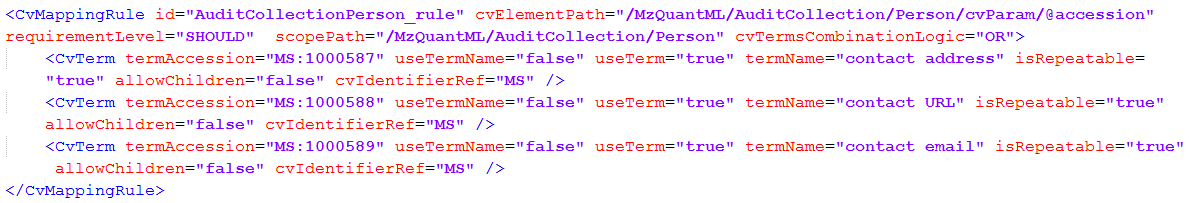 <CvMappingRule id="AuditCollectionPerson_rule" cvElementPath="/MzQuantML/AuditCollection/Person/cvParam/@accession"
requirementLevel="SHOULD"  scopePath="/MzQuantML/AuditCollection/Person" cvTermsCombinationLogic="OR">
    <CvTerm termAccession="MS:1000587" useTermName="false" useTerm="true" termName="contact address" isRepeatable=
    "true" allowChildren="false" cvIdentifierRef="MS" />
    <CvTerm termAccession="MS:1000588" useTermName="false" useTerm="true" termName="contact URL" isRepeatable="true"
    allowChildren="false" cvIdentifierRef="MS" />
    <CvTerm termAccession="MS:1000589" useTermName="false" useTerm="true" termName="contact email" isRepeatable="true"
     allowChildren="false" cvIdentifierRef="MS" />
</CvMappingRule>